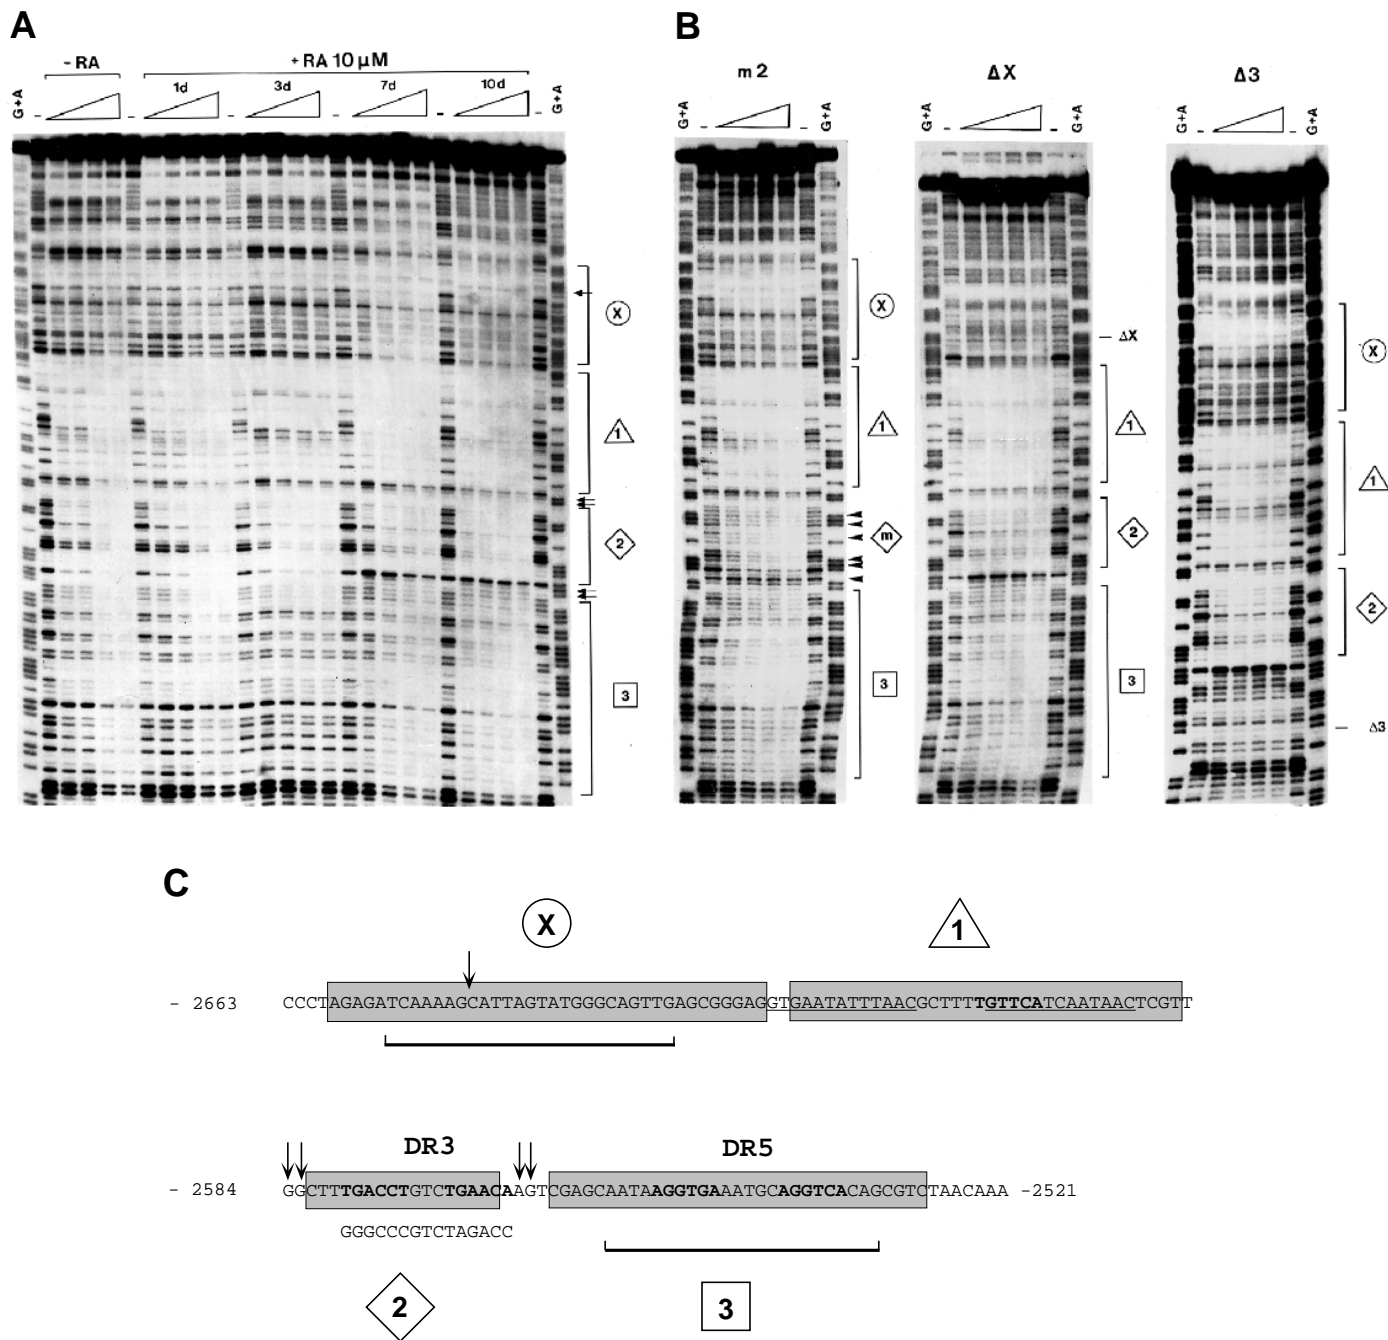 A
B
- RA
+ RA 10 µM
1d
3d
7d
10d
G+A
-
-
-
-
-
-
G+A
m 2
ΔX
Δ3
G+A
-
-
G+A
G+A
-
-
G+A
G+A
-
-
G+A
X
1
2
3
X
1
m
3
ΔX
1
2
3
X
1
2
Δ3
C
X
1
- 2663 CCCTAGAGATCAAAAGCATTAGTATGGGCAGTTGAGCGGGAGGTGAATATTTAACGCTTTTGTTCATCAATAACTCGTT
DR3
DR5
- 2584 GGCTTTGACCTGTCTGAACAAGTCGAGCAATAAGGTGAAATGCAGGTCACAGCGTCTAACAAA -2521
GGGCCCGTCTAGACC
2
3